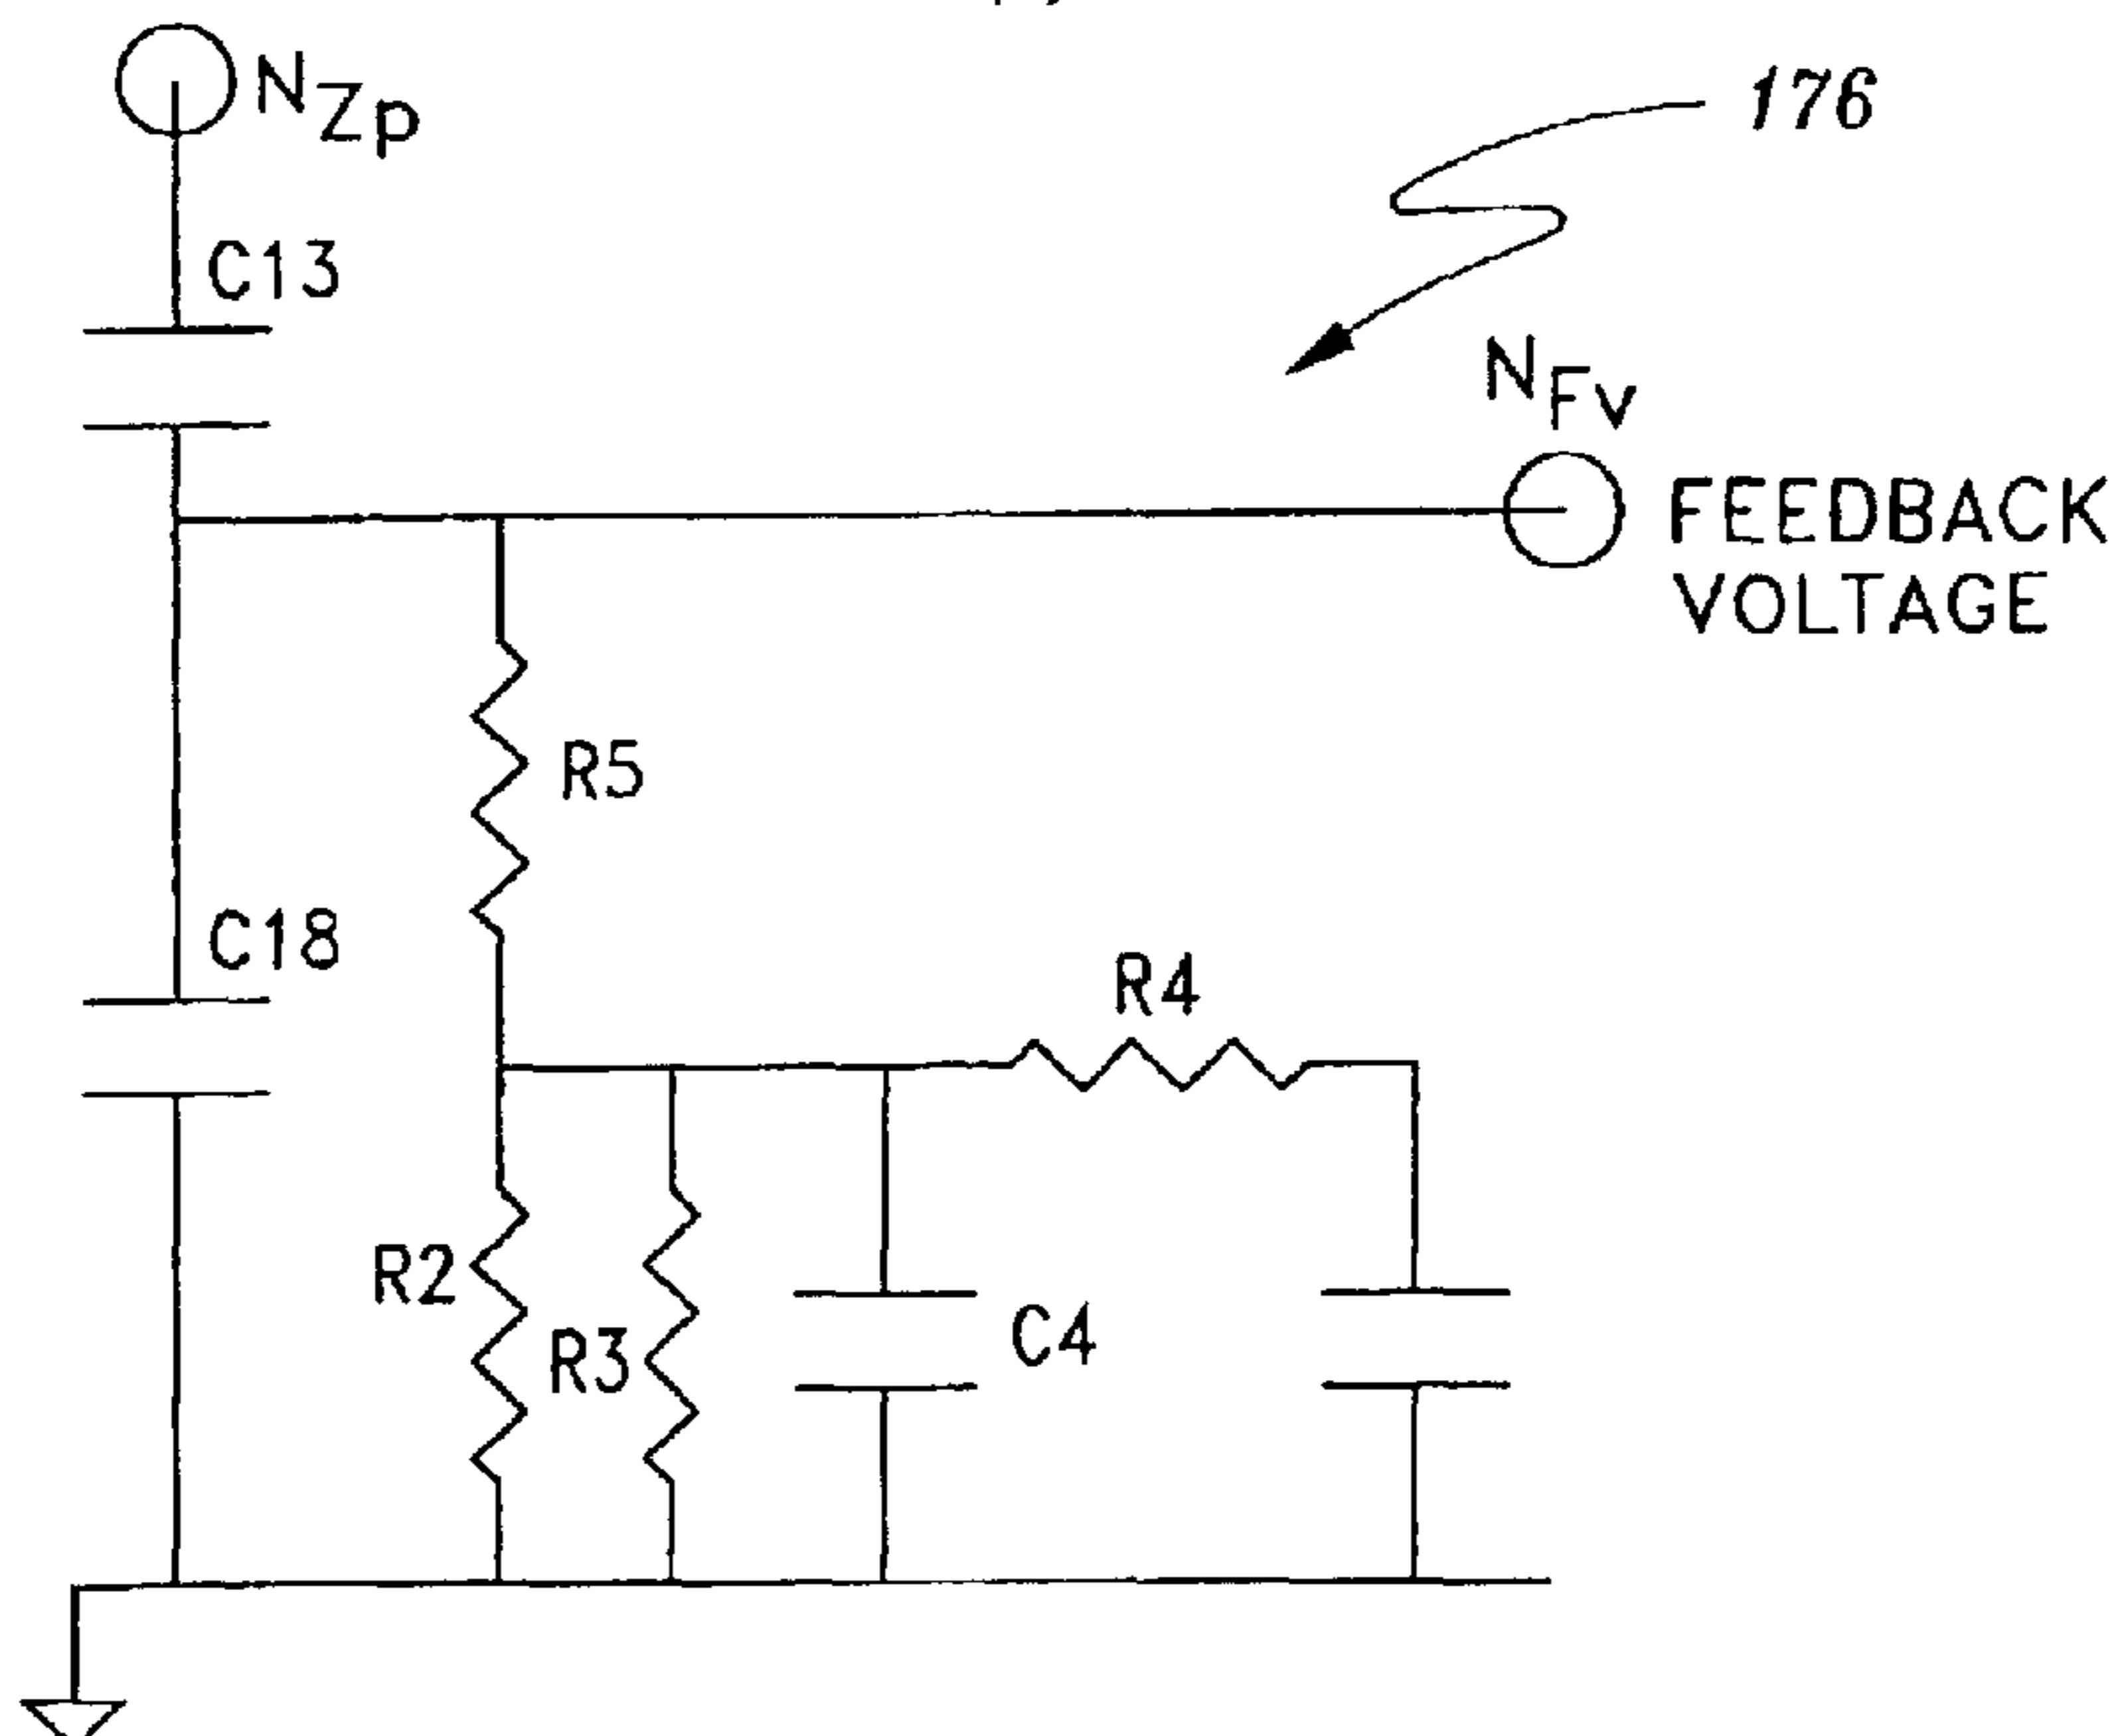 N_Zp
176
C13
N_Fv
FEEDBACK
VOLTAGE
R5
C18
R4
R2
R3
C4